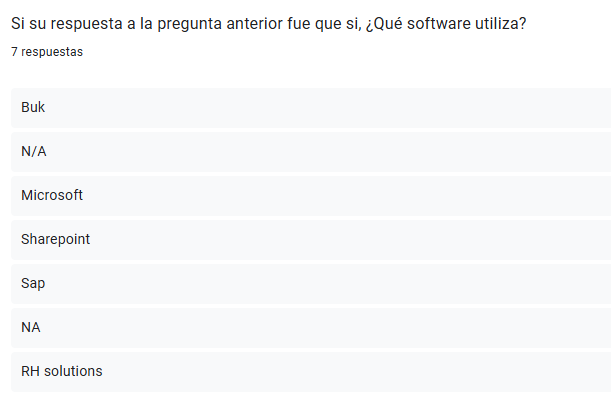 Si su respuesta a la pregunta anterior fue que si, ¿Qué software utiliza?
7 respuestas
Buk
N/A
Microsoft
Sharepoint
Sap
NA
RH solutions